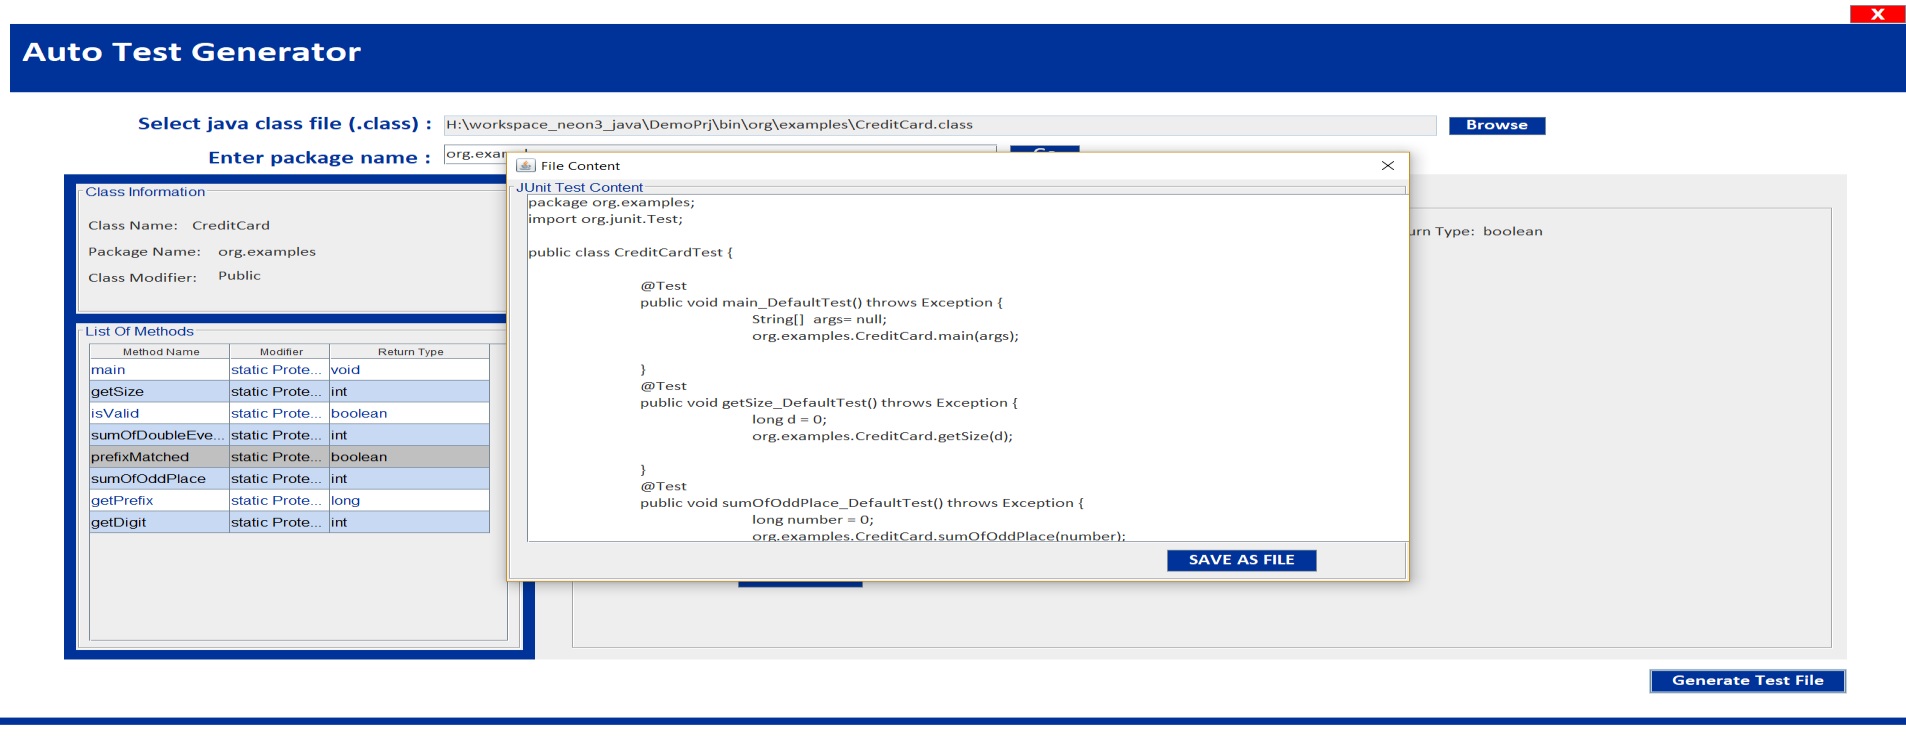 X
Auto Test Generator
Select java class file (.class) : H:\workspace_neon3_java\DemoPrj\bin\org\examples\CreditCard.class Browse
Enter package name :
Class Information
Class Name: CreditCard
Package Name: org.examples
Class Modifier: Public
List Of Methods
Method Name Modifier Return Type
main static Prote... void
getSize static Prote... int
isValid static Prote... boolean
sumOfDoubleEve... static Prote... int
prefixMatched static Prote... boolean
sumOfOddPlace static Prote... int
getPrefix static Prote... long
getDigit static Prote... int
File Content
JUnit Test Content
package org.examples;
import org.junit.Test;
public class CreditCardTest {
@Test
public void main_DefaultTest() throws Exception {
String[] args= null;
org.examples.CreditCard.main(args);
}
@Test
public void getSize_DefaultTest() throws Exception {
long d = 0;
org.examples.CreditCard.getSize(d);
}
@Test
public void sumOfOddPlace_DefaultTest() throws Exception {
long number = 0;
org.examples.CreditCard.sumOfOddPlace(number);
SAVE AS FILE
Type: boolean
Generate Test File